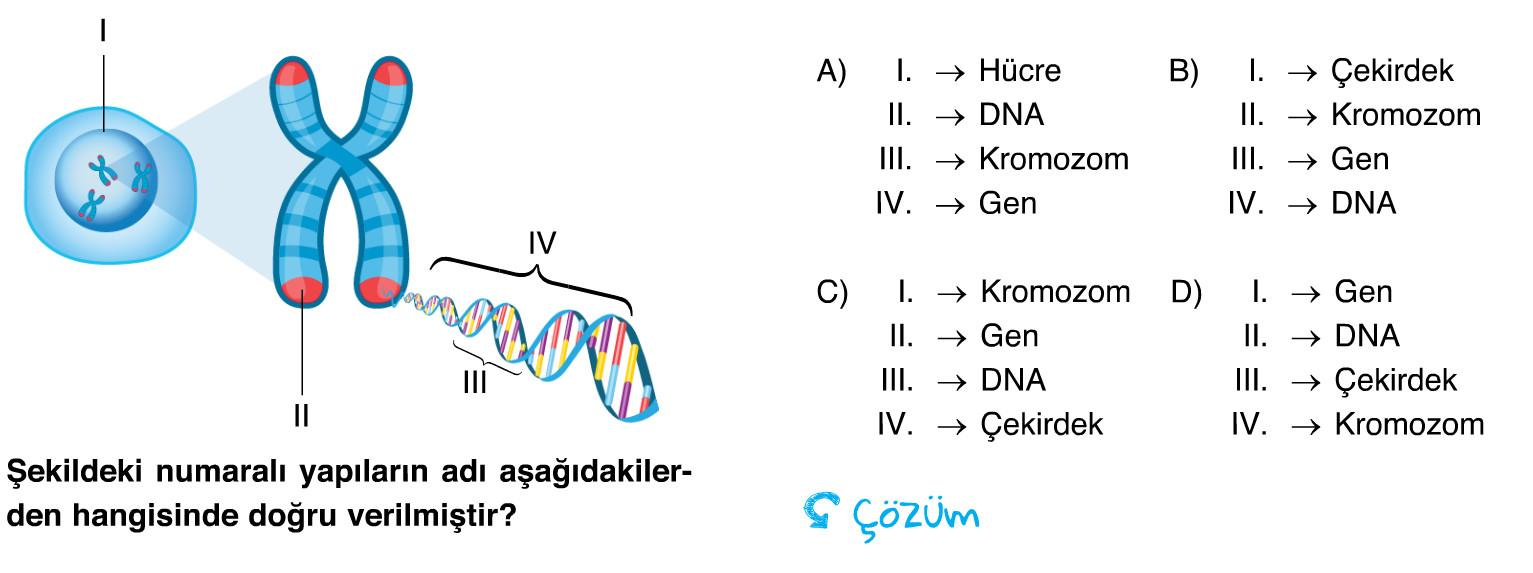 I
IV
III
II
Şekildeki numaralı yapıların adı aşağıdakiler-
den hangisinde doğru verilmiştir?
A) I. → Hücre
II. → DNA
III. → Kromozom
IV. → Gen
B) I. → Çekirdek
II. → Kromozom
III. → Gen
IV. → DNA
C) I. → Kromozom
II. → Gen
III. → DNA
IV. → Çekirdek
D) I. → Gen
II. → DNA
III. → Çekirdek
IV. → Kromozom
Çözüm